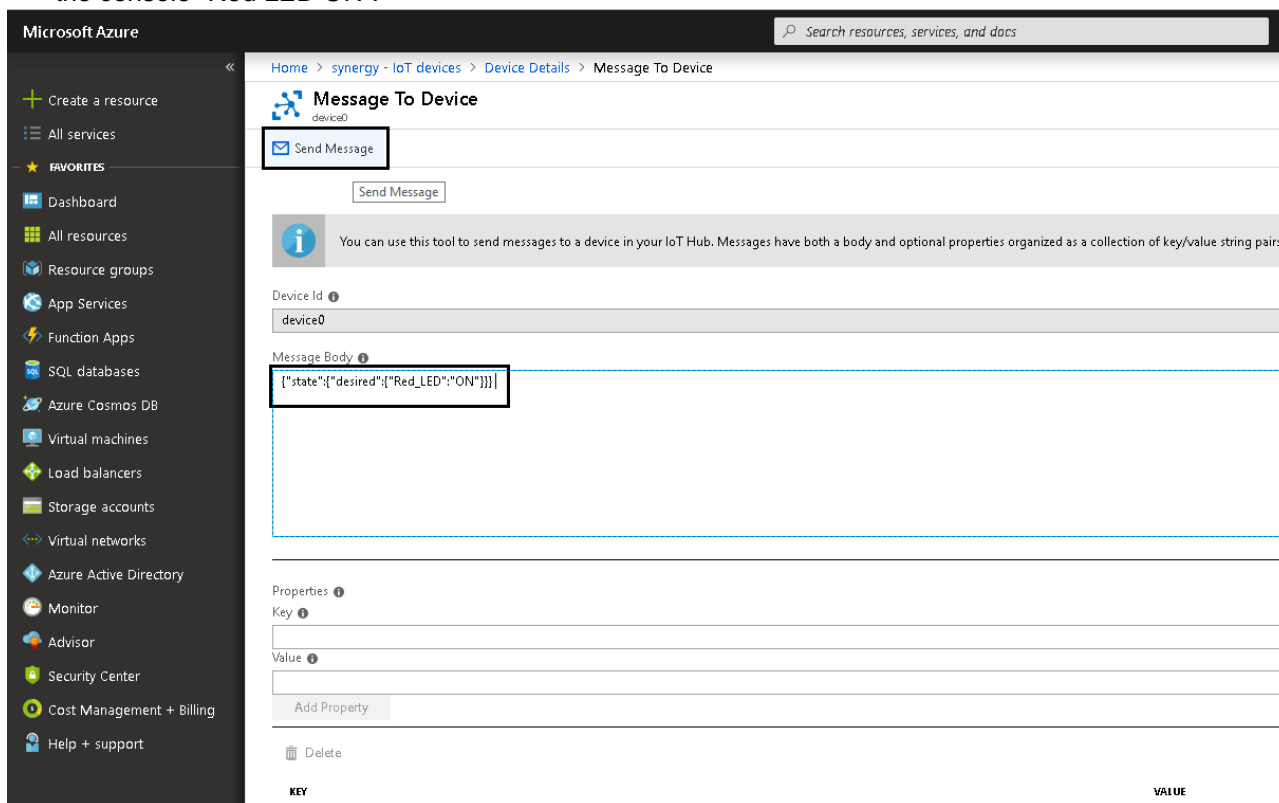 the console "Red LED ON".
Microsoft Azure
Search resources, services, and docs
«
Home > synergy - IoT devices > Device Details > Message To Device
Message To Device
device0
Send Message
Send Message
You can use this tool to send messages to a device in your IoT Hub. Messages have both a body and optional properties organized as a collection of key/value string pairs
Device Id
device0
Message Body
{"state":{"desired":{"Red_LED":"ON"}}}
Properties
Key
Value
Add Property
Delete
KEY VALUE
Create a resource
All services
FAVORITES
Dashboard
All resources
Resource groups
App Services
Function Apps
SQL databases
Azure Cosmos DB
Virtual machines
Load balancers
Storage accounts
Virtual networks
Azure Active Directory
Monitor
Advisor
Security Center
Cost Management + Billing
Help + support